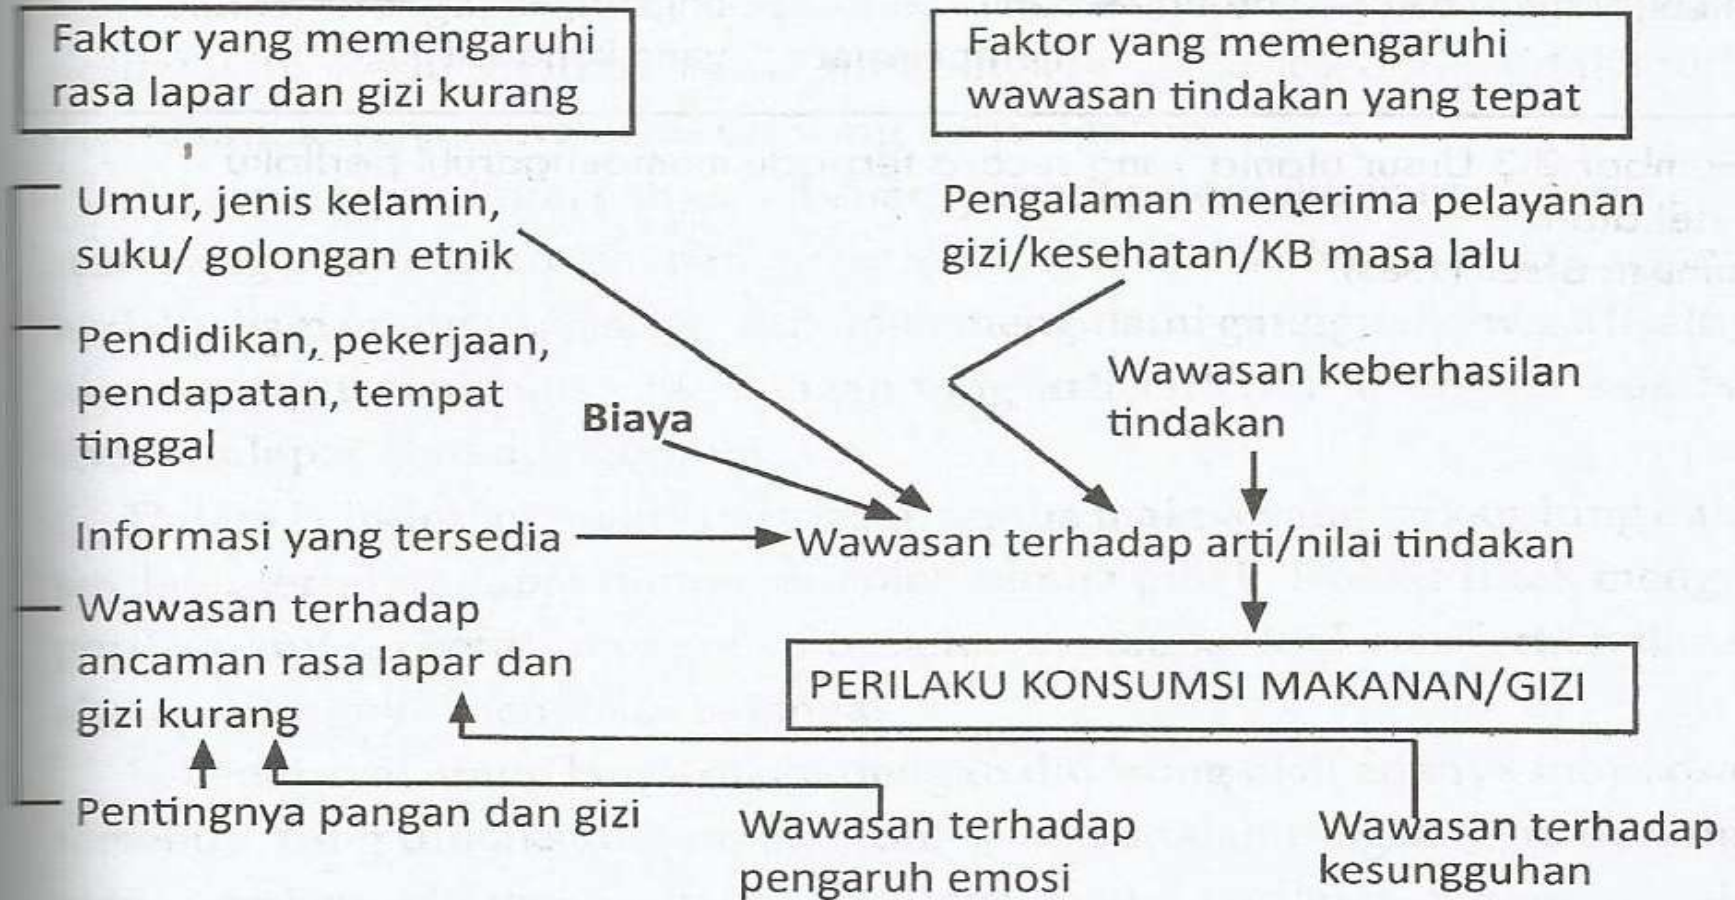 Faktor yang memengaruhi
rasa lapar dan gizi kurang
Faktor yang memengaruhi
wawasan tindakan yang tepat
Umur, jenis kelamin,
suku/ golongan etnik
Pengalaman menerima pelayanan
gizi/kesehatan/KB masa lalu
Pendidikan, pekerjaan,
pendapatan, tempat
tinggal
Biaya
Wawasan keberhasilan
tindakan
Informasi yang tersedia
Wawasan terhadap arti/nilai tindakan
Wawasan terhadap
ancaman rasa lapar dan
gizi kurang
PERILAKU KONSUMSI MAKANAN/GIZI
Pentingnya pangan dan gizi
Wawasan terhadap
pengaruh emosi
Wawasan terhadap
kesungguhan